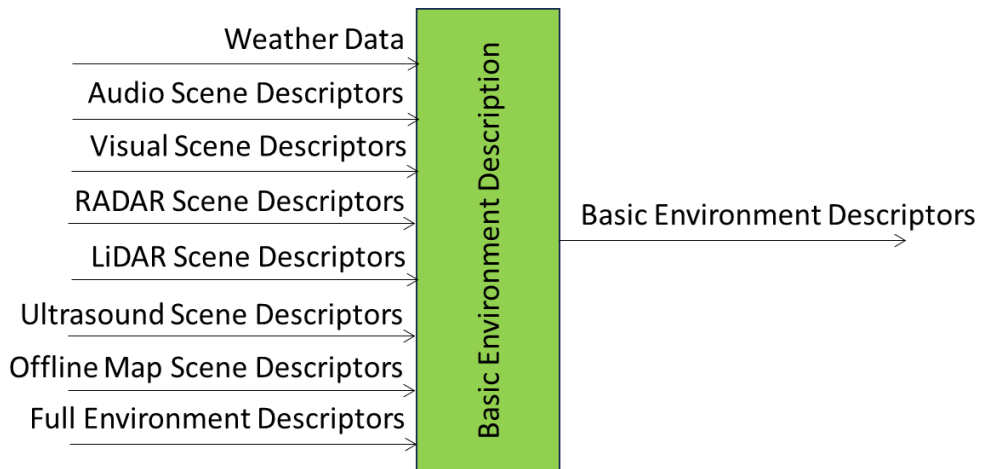 Weather Data
Audio Scene Descriptors
Visual Scene Descriptors
RADAR Scene Descriptors
LiDAR Scene Descriptors
Ultrasound Scene Descriptors
Offline Map Scene Descriptors
Full Environment Descriptors
Basic Environment Description
Basic Environment Descriptors